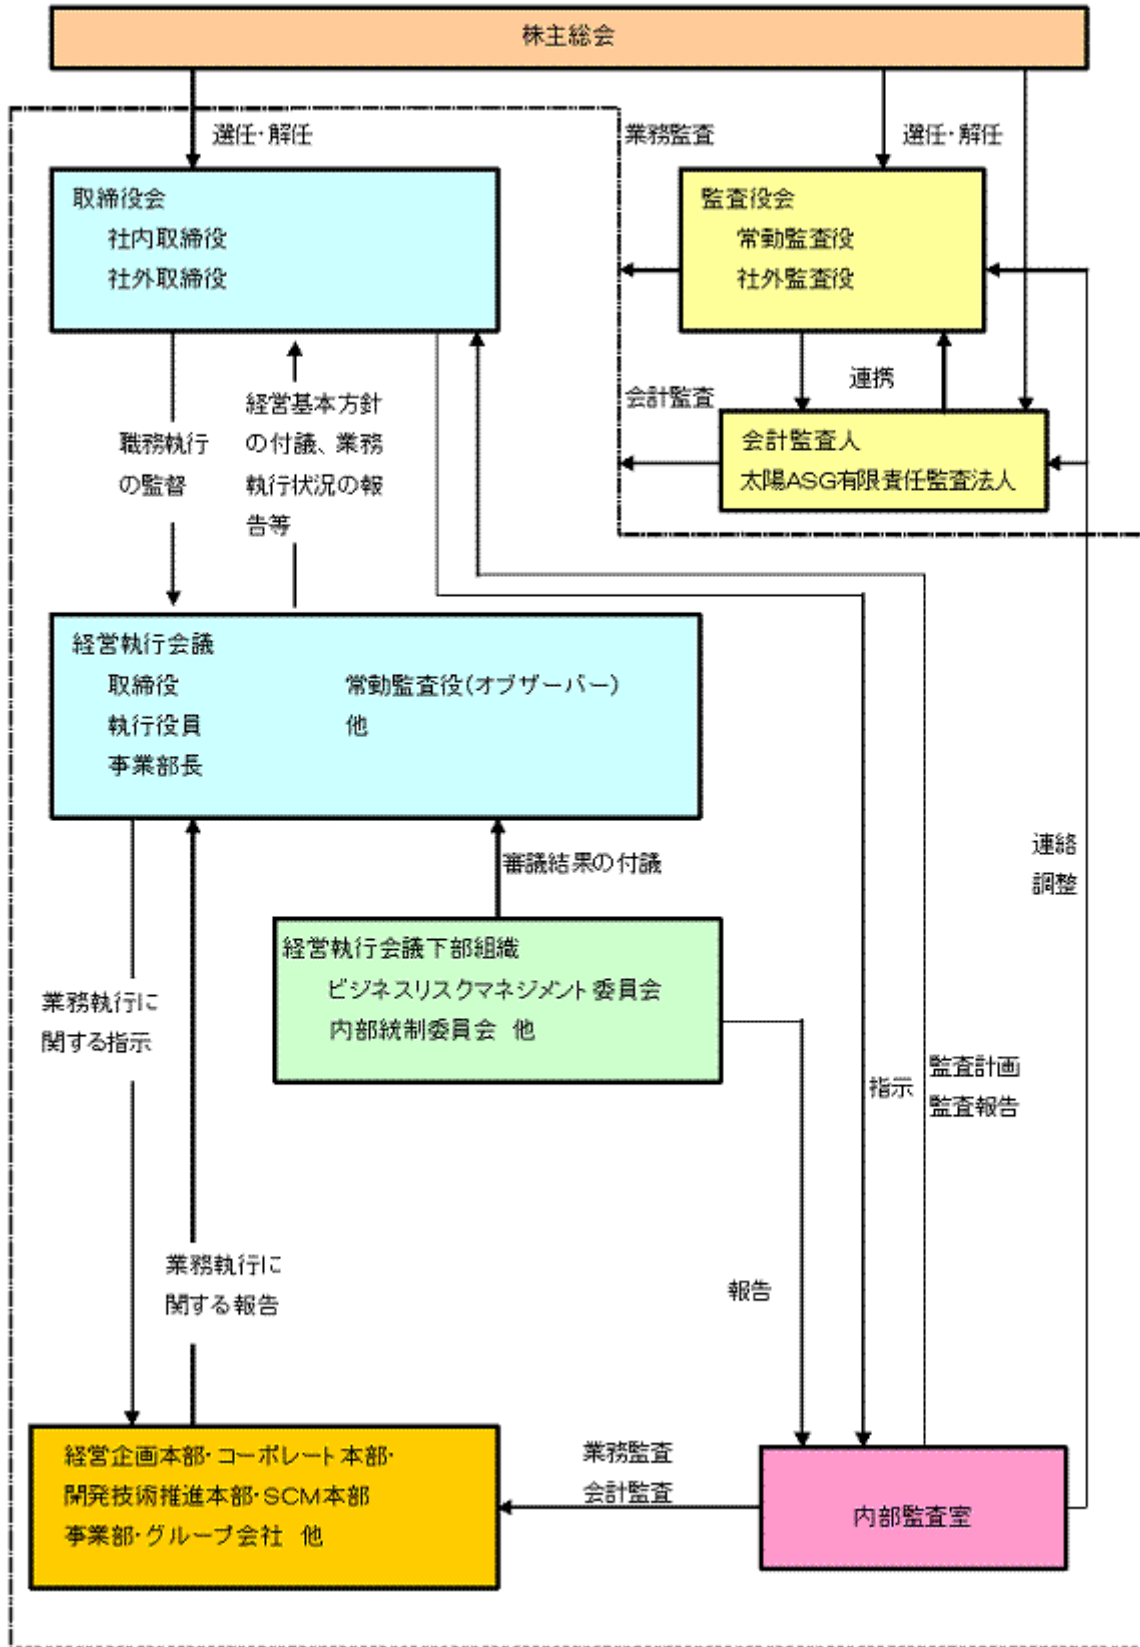 株主総会
選任・解任
業務監査
選任・解任
取締役会
社内取締役
社外取締役
監査役会
常勤監査役
社外監査役
連携
会計監査
会計監査人
太陽ASG有限責任監査法人
職務執行
の監督
経営基本方針
の付議、業務
執行状況の報
告等
経営執行会議
取締役
常勤監査役(オブザーバー)
執行役員
他
事業部長
審議結果の付議
連絡
調整
経営執行会議下部組織
ビジネスリスクマネジメント委員会
内部統制委員会 他
業務執行に
関する指示
指示
監査計画
監査報告
業務執行に
関する報告
報告
経営企画本部・コーポレート本部・
開発技術推進本部・SCM本部
事業部・グループ会社 他
業務監査
会計監査
内部監査室